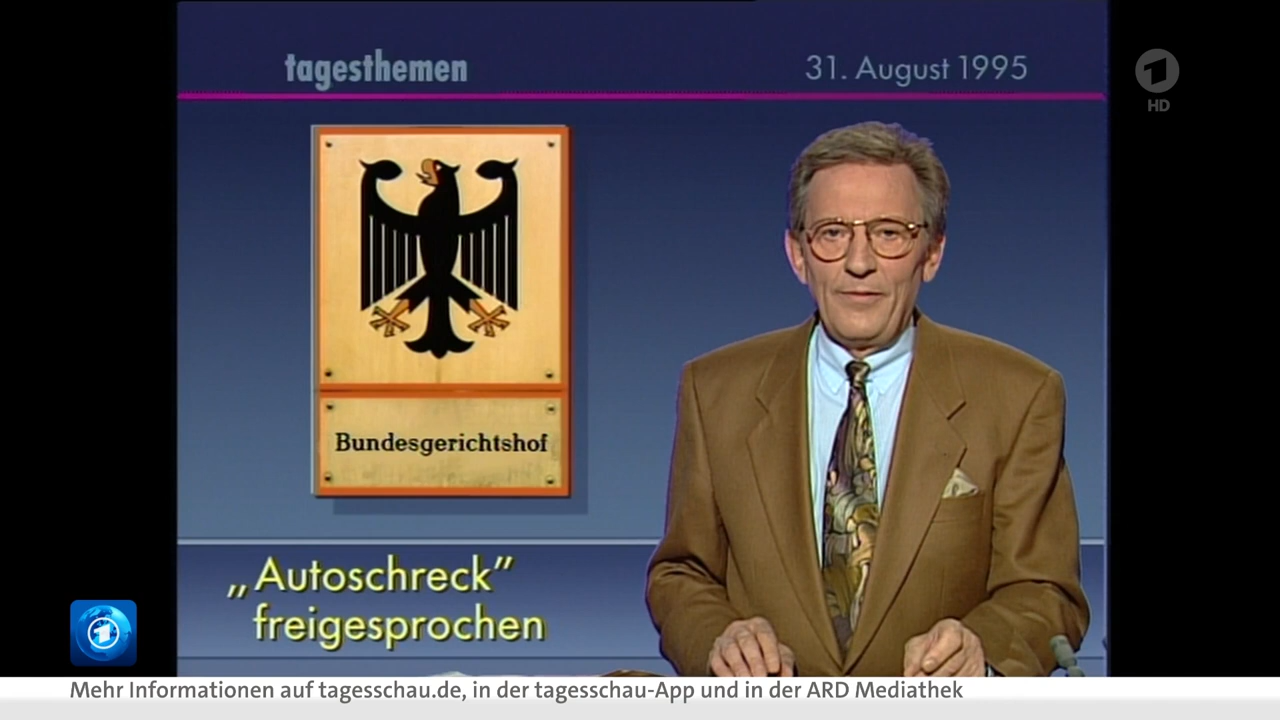 tagesthemen
31. August 1995
HD
Bundesgerichtshof
„Autoschreck”
freigesprochen
Mehr Informationen auf tagesschau.de, in der tagesschau-App und in der ARD Mediathek